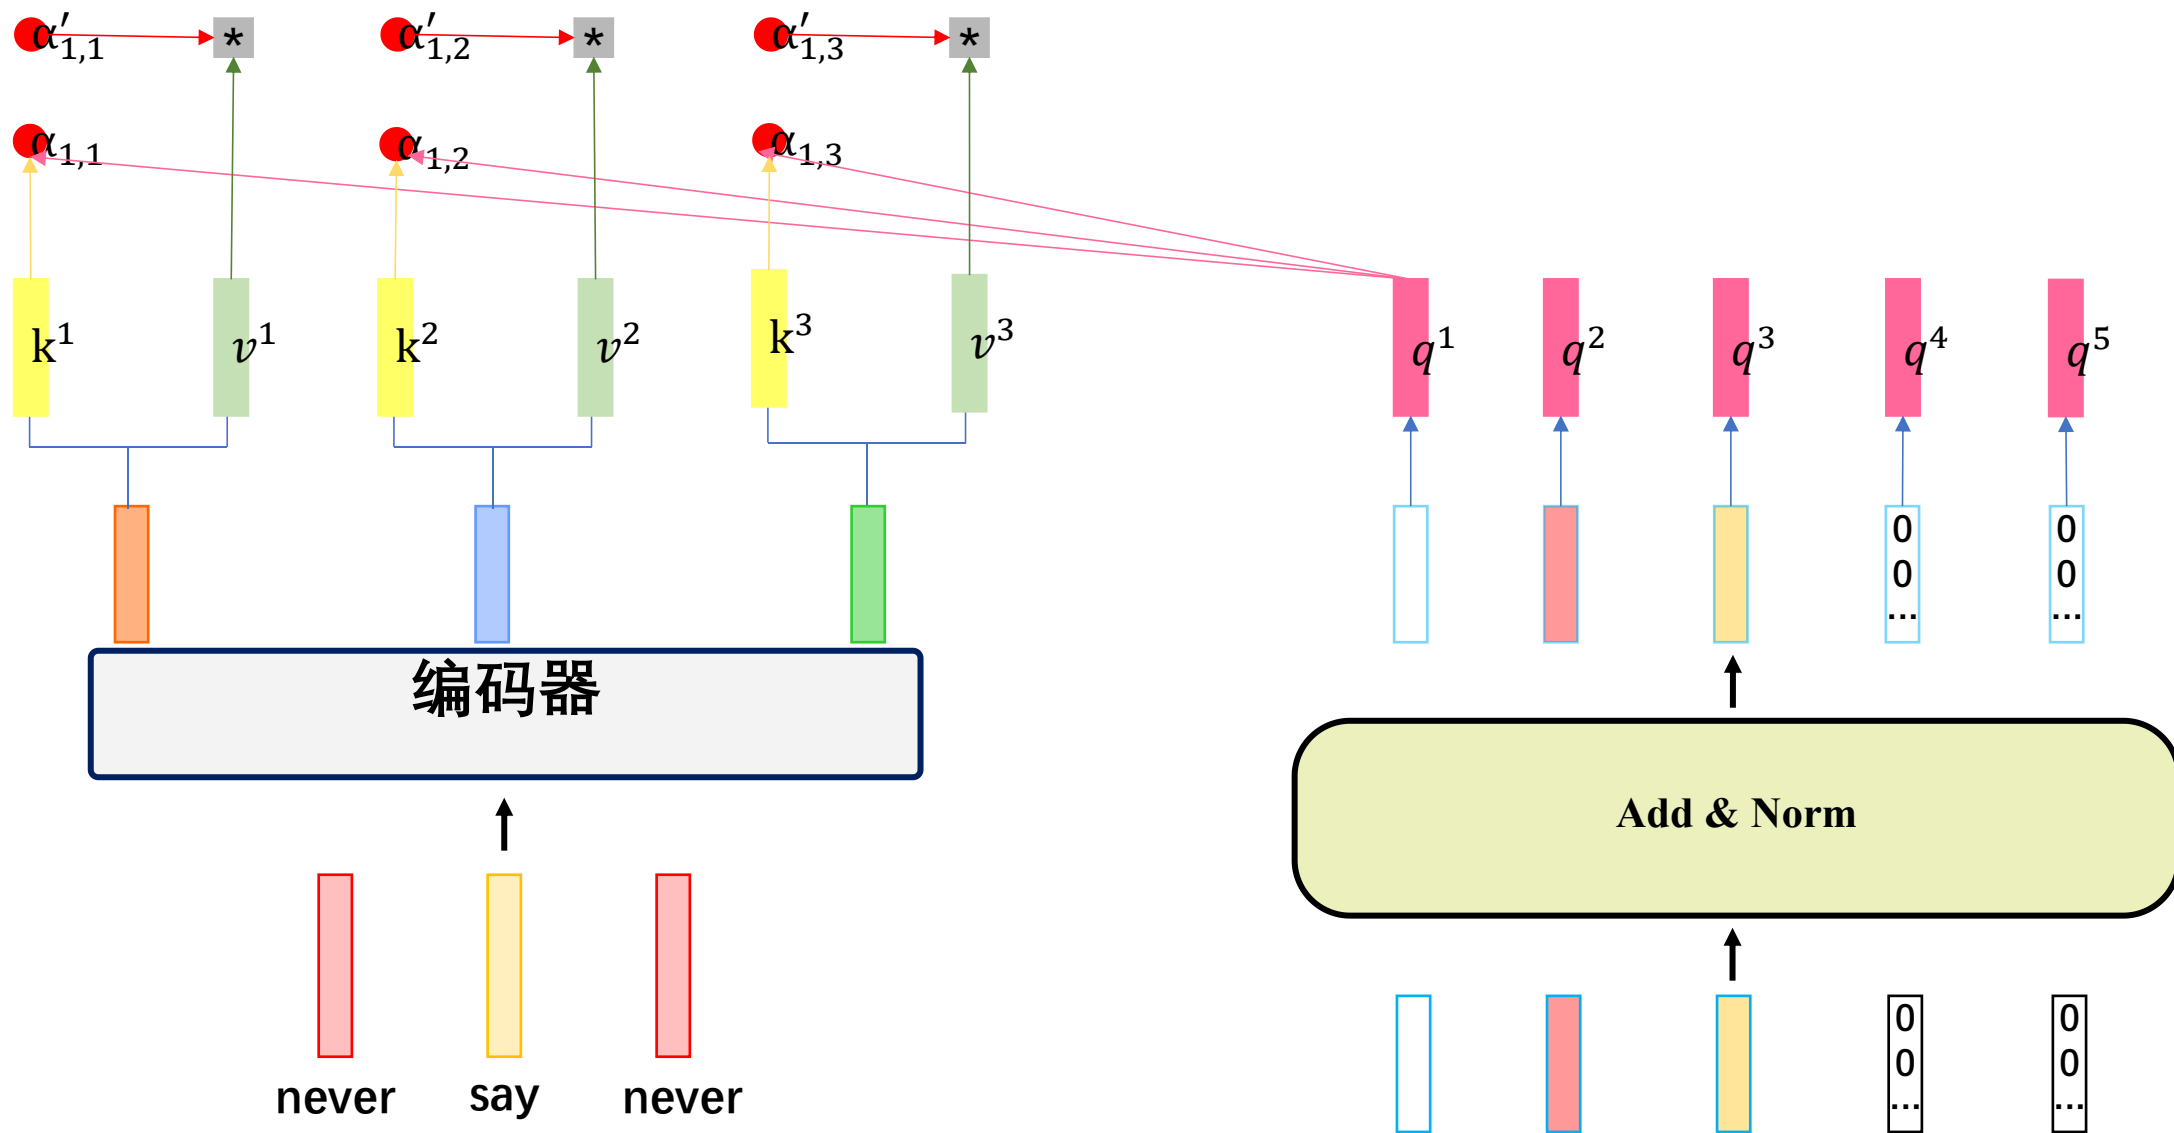 α′1,1 * α′1,2 * α′1,3 *
α1,1 α1,2 α1,3
k¹ v¹ k² v² k³ v³ q¹ q² q³ q⁴ q⁵
0 0
0 0
... ...
编码器
Add & Norm
0 0
0 0
... ...
never say never